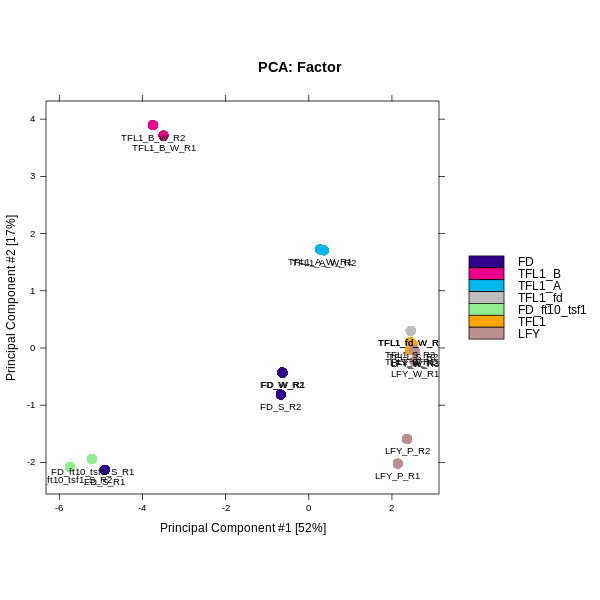 PCA: Factor
4
3
2
1
0
-1
-2
-6
-4
-2
0
2
Principal Component #2 [17%]
Principal Component #1 [52%]
TFL1_B_W_R2
TFL1_B_W_R1
TFL1_fd_W_R
LFY_W_R1
FD_S_R2
LFY_P_R2
LFY_P_R1
FD
TFL1_B
TFL1_A
TFL1_fd
FD_ft10_tsf1
TFL1
LFY